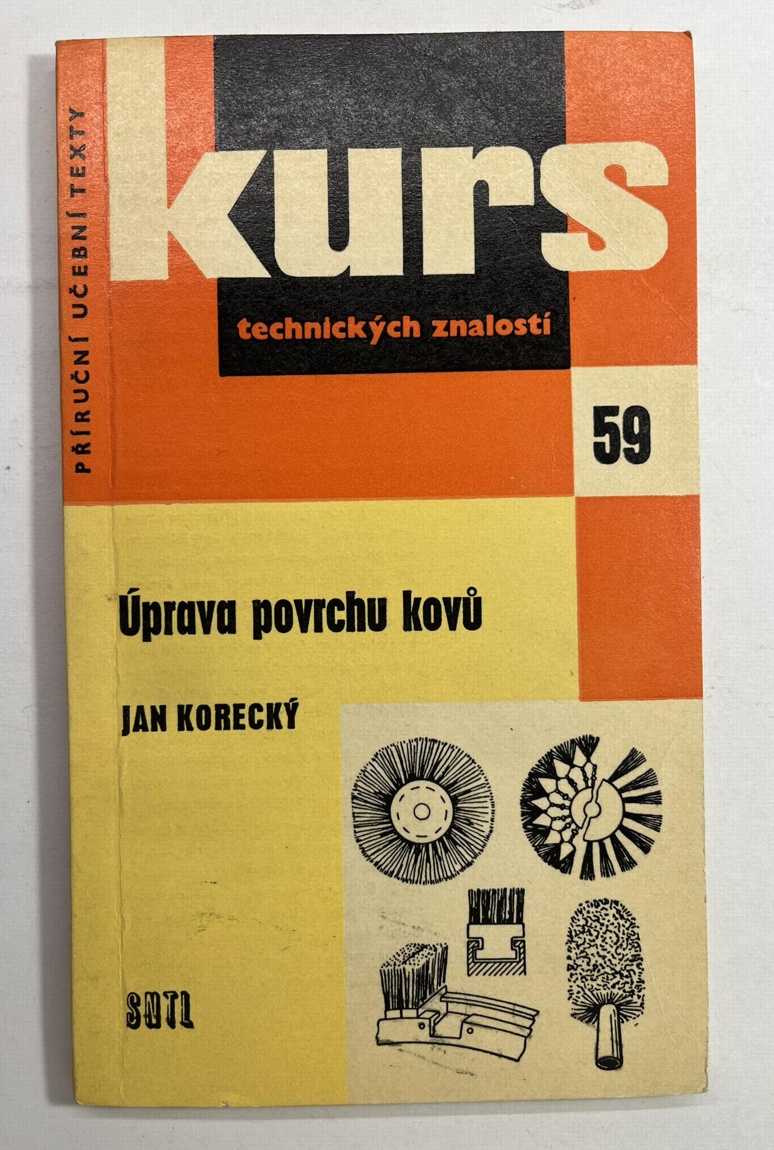 PŘÍRUČNÍ UČEBNÍ TEXTY
kurs
technických znalostí
59
Úprava povrchu kovů
JAN KORECKÝ
SNTL